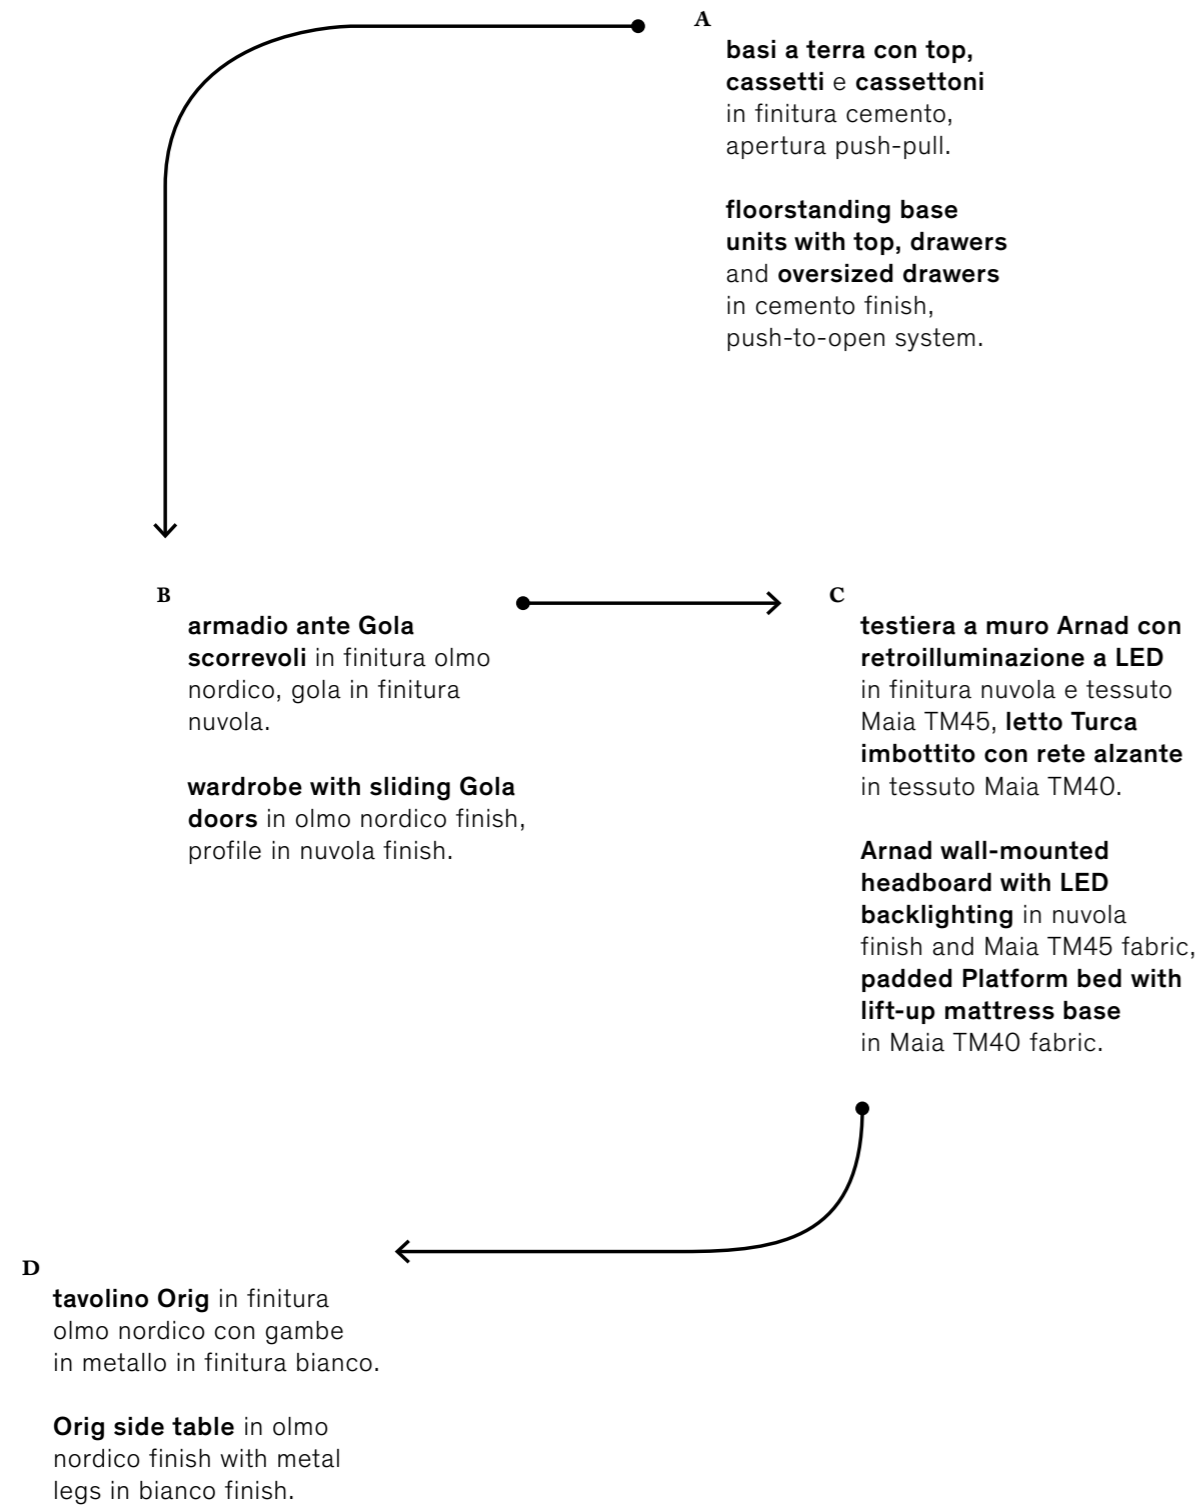 A
basi a terra con top,
cassetti e cassettoni
in finitura cemento,
apertura push-pull.
floorstanding base
units with top, drawers
and oversized drawers
in cemento finish,
push-to-open system.
B
armadio ante Gola
scorrevoli in finitura olmo
nordico, gola in finitura
nuvola.
wardrobe with sliding Gola
doors in olmo nordico finish,
profile in nuvola finish.
C
testiera a muro Arnad con
retroilluminazione a LED
in finitura nuvola e tessuto
Maia TM45, letto Turca
imbottito con rete alzante
in tessuto Maia TM40.
Arnad wall-mounted
headboard with LED
backlighting in nuvola
finish and Maia TM45 fabric,
padded Platform bed with
lift-up mattress base
in Maia TM40 fabric.
D
tavolino Orig in finitura
olmo nordico con gambe
in metallo in finitura bianco.
Orig side table in olmo
nordico finish with metal
legs in bianco finish.